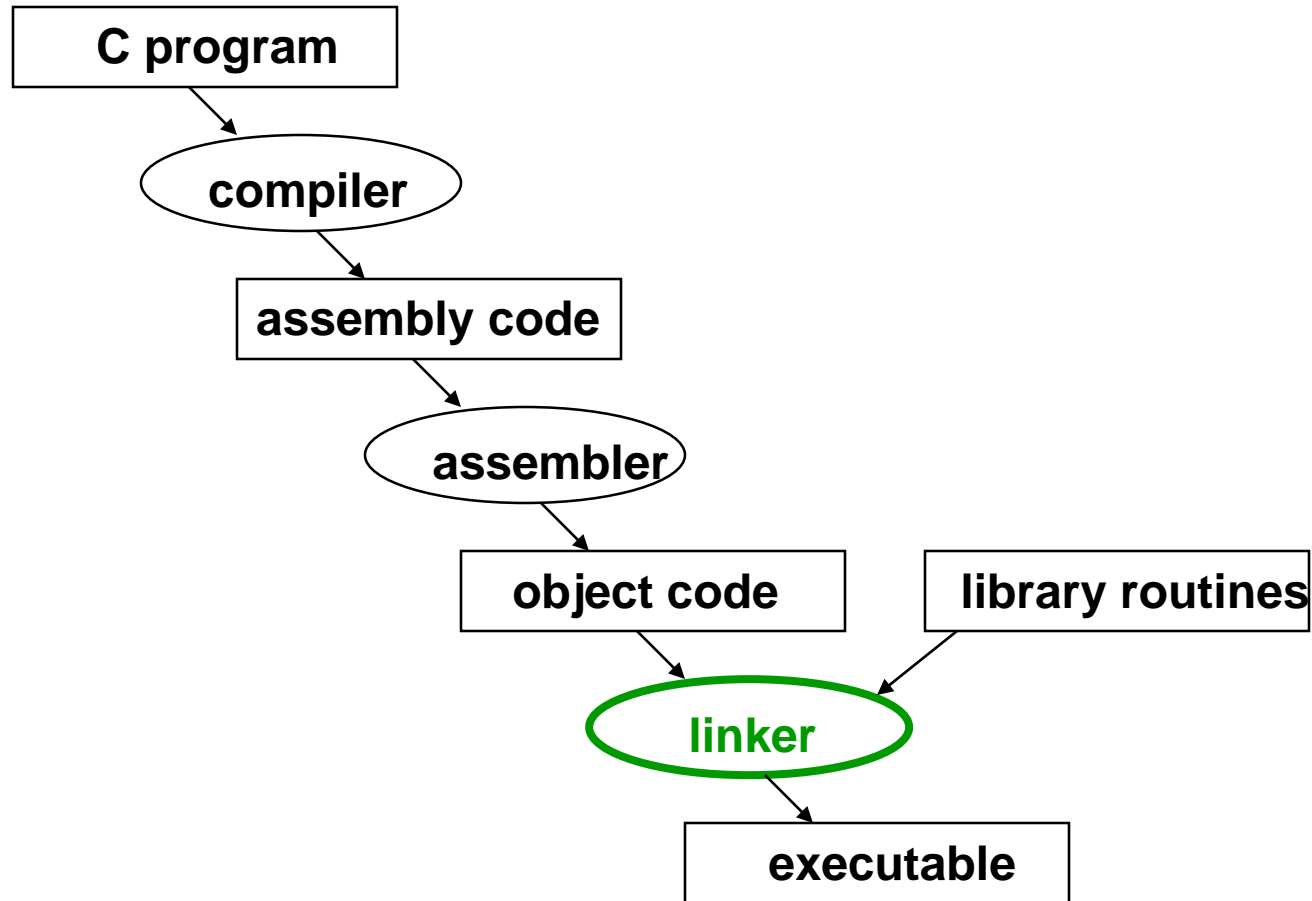 C program
compiler
assembly code
assembler
object code
library routines
linker
executable